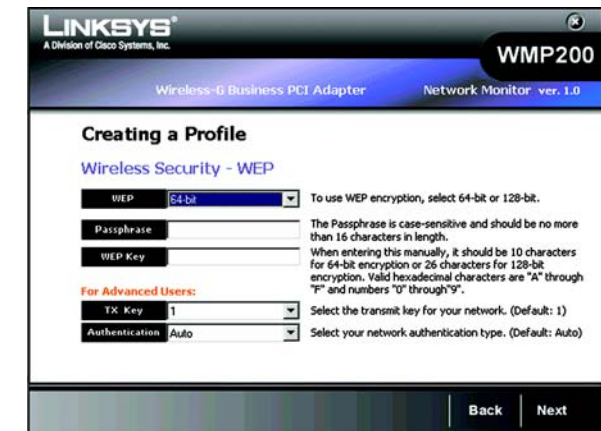 LINKSYS®
A Division of Cisco Systems, Inc.
WMP200
Wireless-G Business PCI Adapter
Network Monitor ver. 1.0
Creating a Profile
Wireless Security - WEP
WEP
64-bit
To use WEP encryption, select 64-bit or 128-bit.
Passphrase
The Passphrase is case-sensitive and should be no more
than 16 characters in length.
WEP Key
When entering this manually, it should be 10 characters
for 64-bit encryption or 26 characters for 128-bit
encryption. Valid hexadecimal characters are "A" through
"F" and numbers "0" through"9".
For Advanced Users:
TX Key
1
Select the transmit key for your network. (Default: 1)
Authentication
Auto
Select your network authentication type. (Default: Auto)
Back
Next